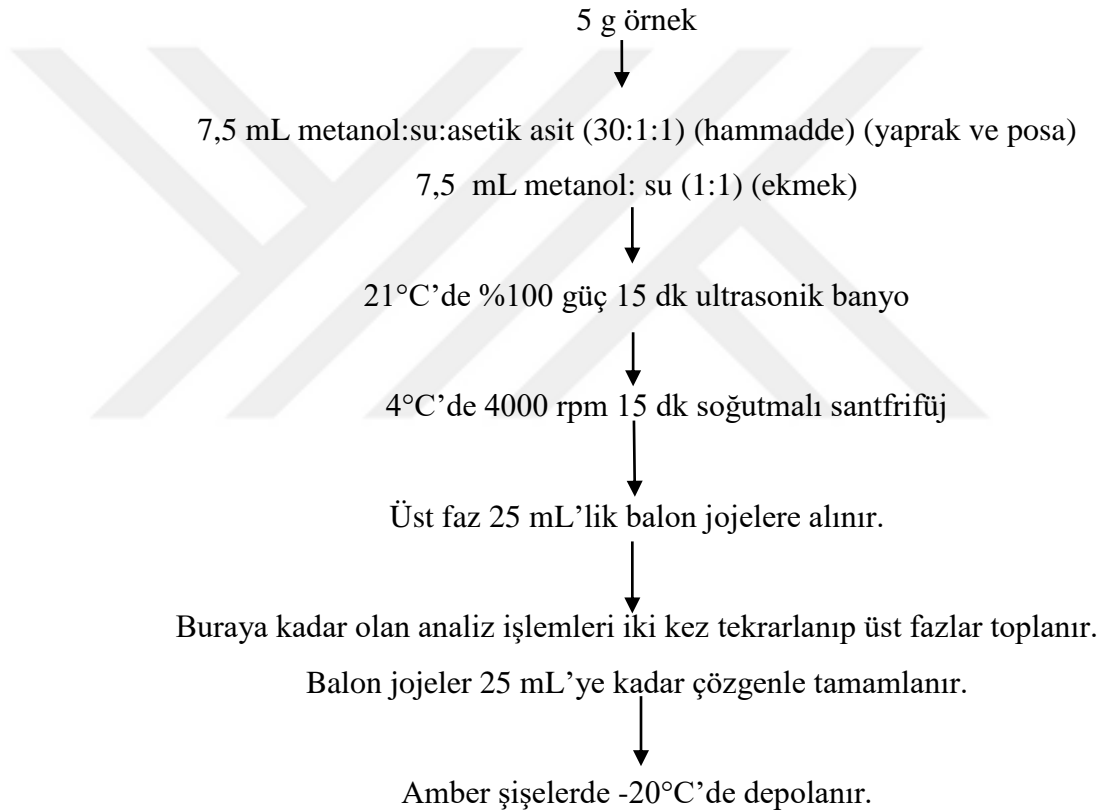 5 g örnek
7,5 mL metanol:su:asetik asit (30:1:1) (hammadde) (yaprak ve posa)
7,5 mL metanol: su (1:1) (ekmek)
21°C’de %100 güç 15 dk ultrasonik banyo
4°C’de 4000 rpm 15 dk soğutmalı santfrifüj
Üst faz 25 mL’lik balon jojelere alınır.
Buraya kadar olan analiz işlemleri iki kez tekrarlanıp üst fazlar toplanır.
Balon jojeler 25 mL’ye kadar çözgenle tamamlanır.
Amber şişelerde -20°C’de depolanır.